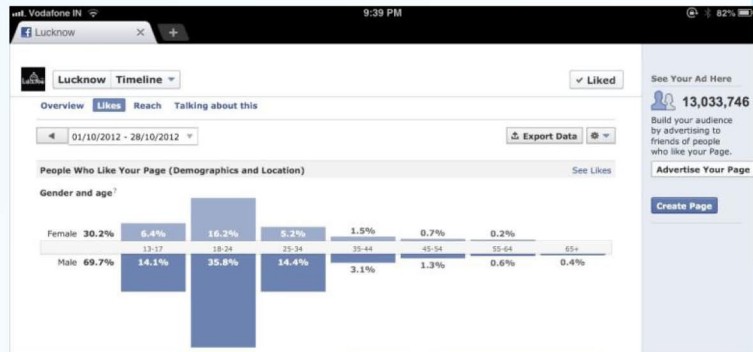 Vodafone IN
9:39 PM
82%
Lucknow
Lucknow Timeline
Liked
Overview Likes Reach Talking about this
01/10/2012 - 28/10/2012
Export Data
People Who Like Your Page (Demographics and Location)
See Likes
Gender and age?
Female 30.2% 6.4% 16.2% 5.2% 1.5% 0.7% 0.2%
13-17 18-24 25-34 35-44 45-54 55-64 65+
Male 69.7% 14.1% 35.8% 14.4% 3.1% 1.3% 0.6% 0.4%
See Your Ad Here
13,033,746
Build your audience
by advertising to
friends of people
who like your Page.
Advertise Your Page
Create Page